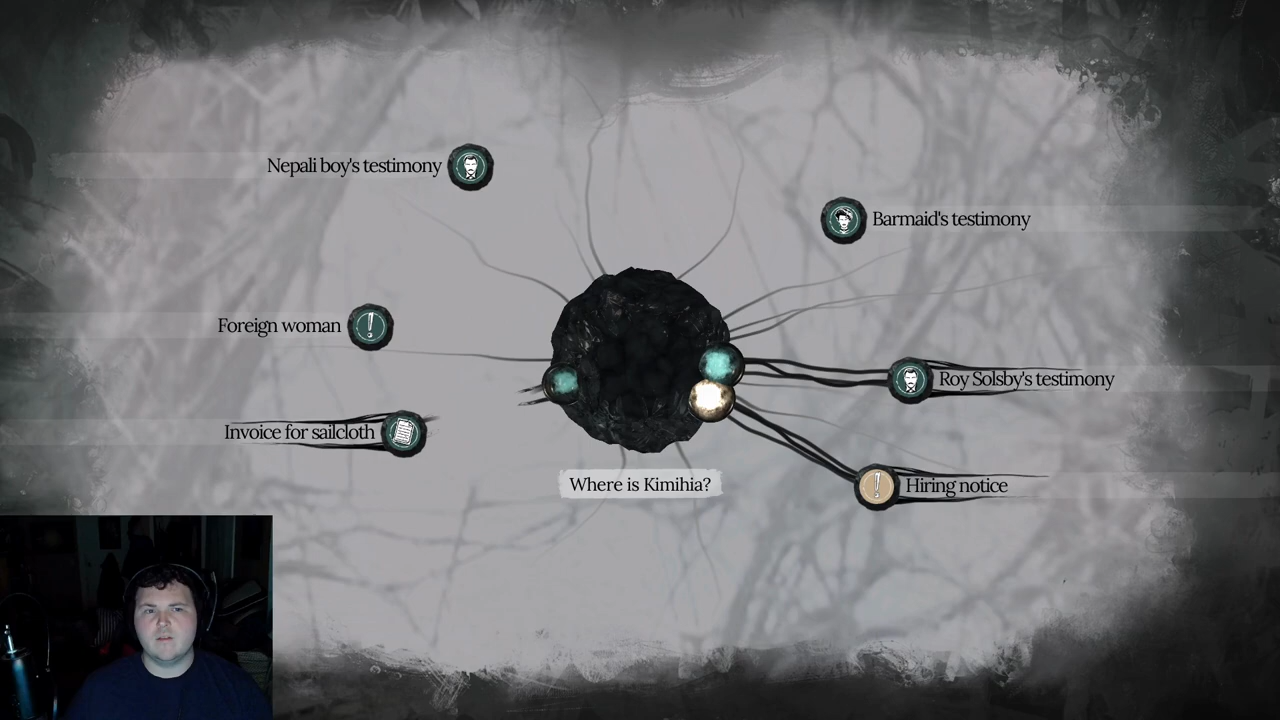 Nepali boy's testimony
Barmaid's testimony
Foreign woman
Roy Solsby's testimony
Invoice for sailcloth
Where is Kimihia?
Hiring notice